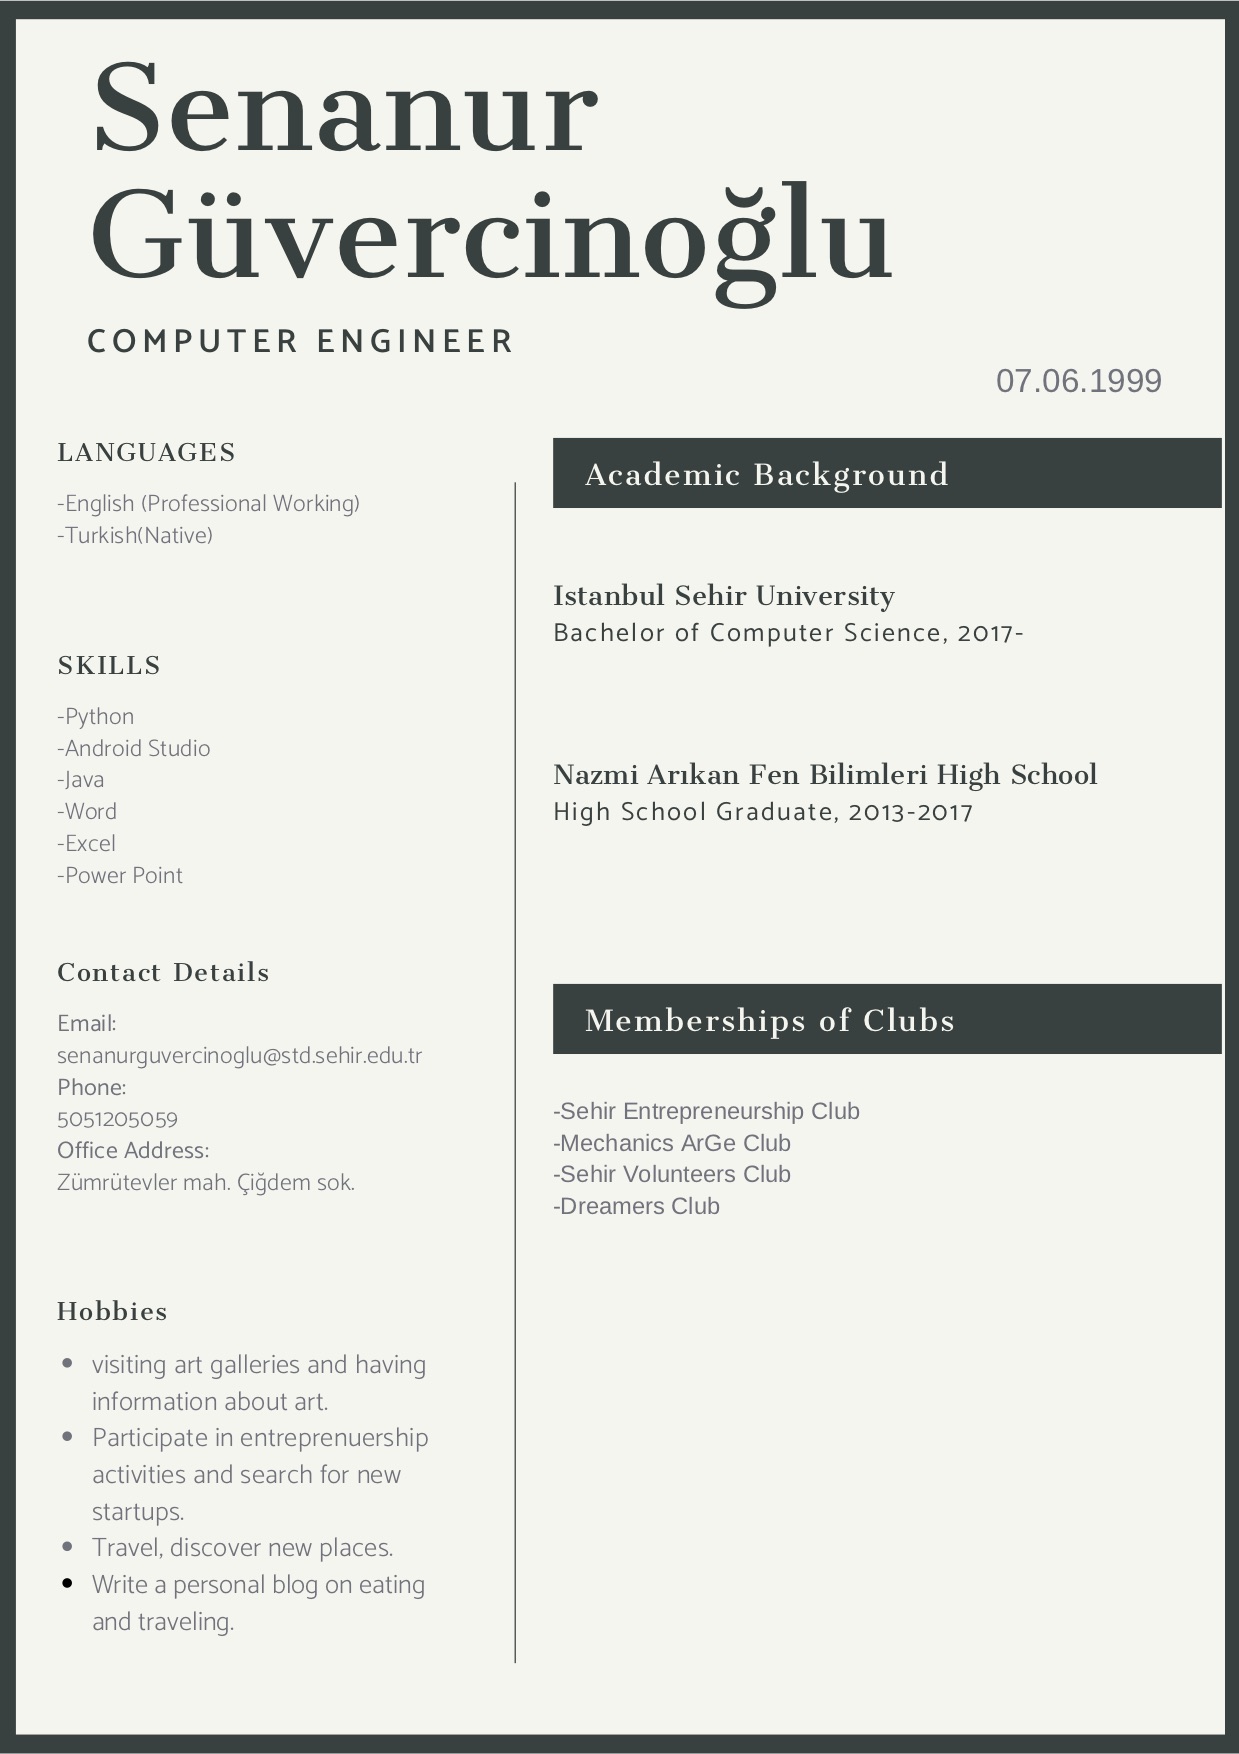 Senanur
Güvercinoğlu
COMPUTER ENGINEER
07.06.1999
LANGUAGES
-English (Professional Working)
-Turkish(Native)
SKILLS
-Python
-Android Studio
-Java
-Word
-Excel
-Power Point
Contact Details
Email:
senanurguvercinoglu@std.sehir.edu.tr
Phone:
5051205059
Office Address:
Zümrütevler mah. Çiğdem sok.
Hobbies
• visiting art galleries and having
information about art.
• Participate in entreprenuership
activities and search for new
startups.
• Travel, discover new places.
• Write a personal blog on eating
and traveling.
Academic Background
Istanbul Sehir University
Bachelor of Computer Science, 2017-
Nazmi Arıkan Fen Bilimleri High School
High School Graduate, 2013-2017
Memberships of Clubs
-Sehir Entrepreneurship Club
-Mechanics ArGe Club
-Sehir Volunteers Club
-Dreamers Club